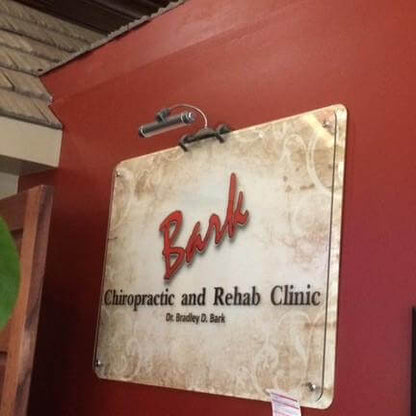 Bark
Chiropractic and Rehab Clinic
Dr. Bradley D. Bark